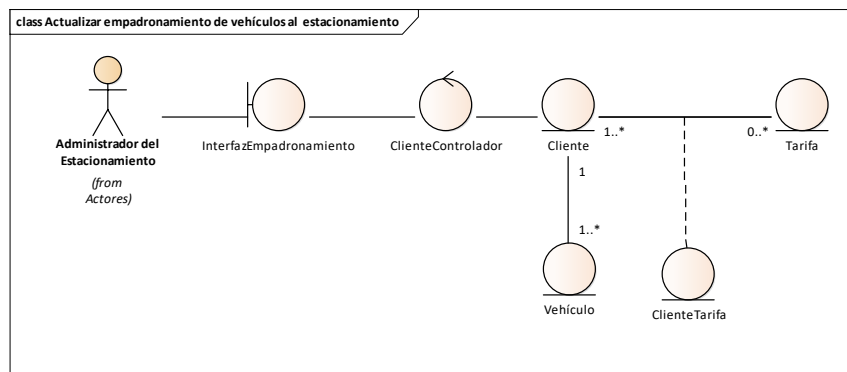 class Actualizar empadronamiento de vehículos al estacionamiento
Administrador del
Estacionamiento
(from
Actores)
InterfazEmpadronamiento
ClienteControlador
Cliente
1..*
0..*
Tarifa
1
1..*
Vehículo
ClienteTarifa